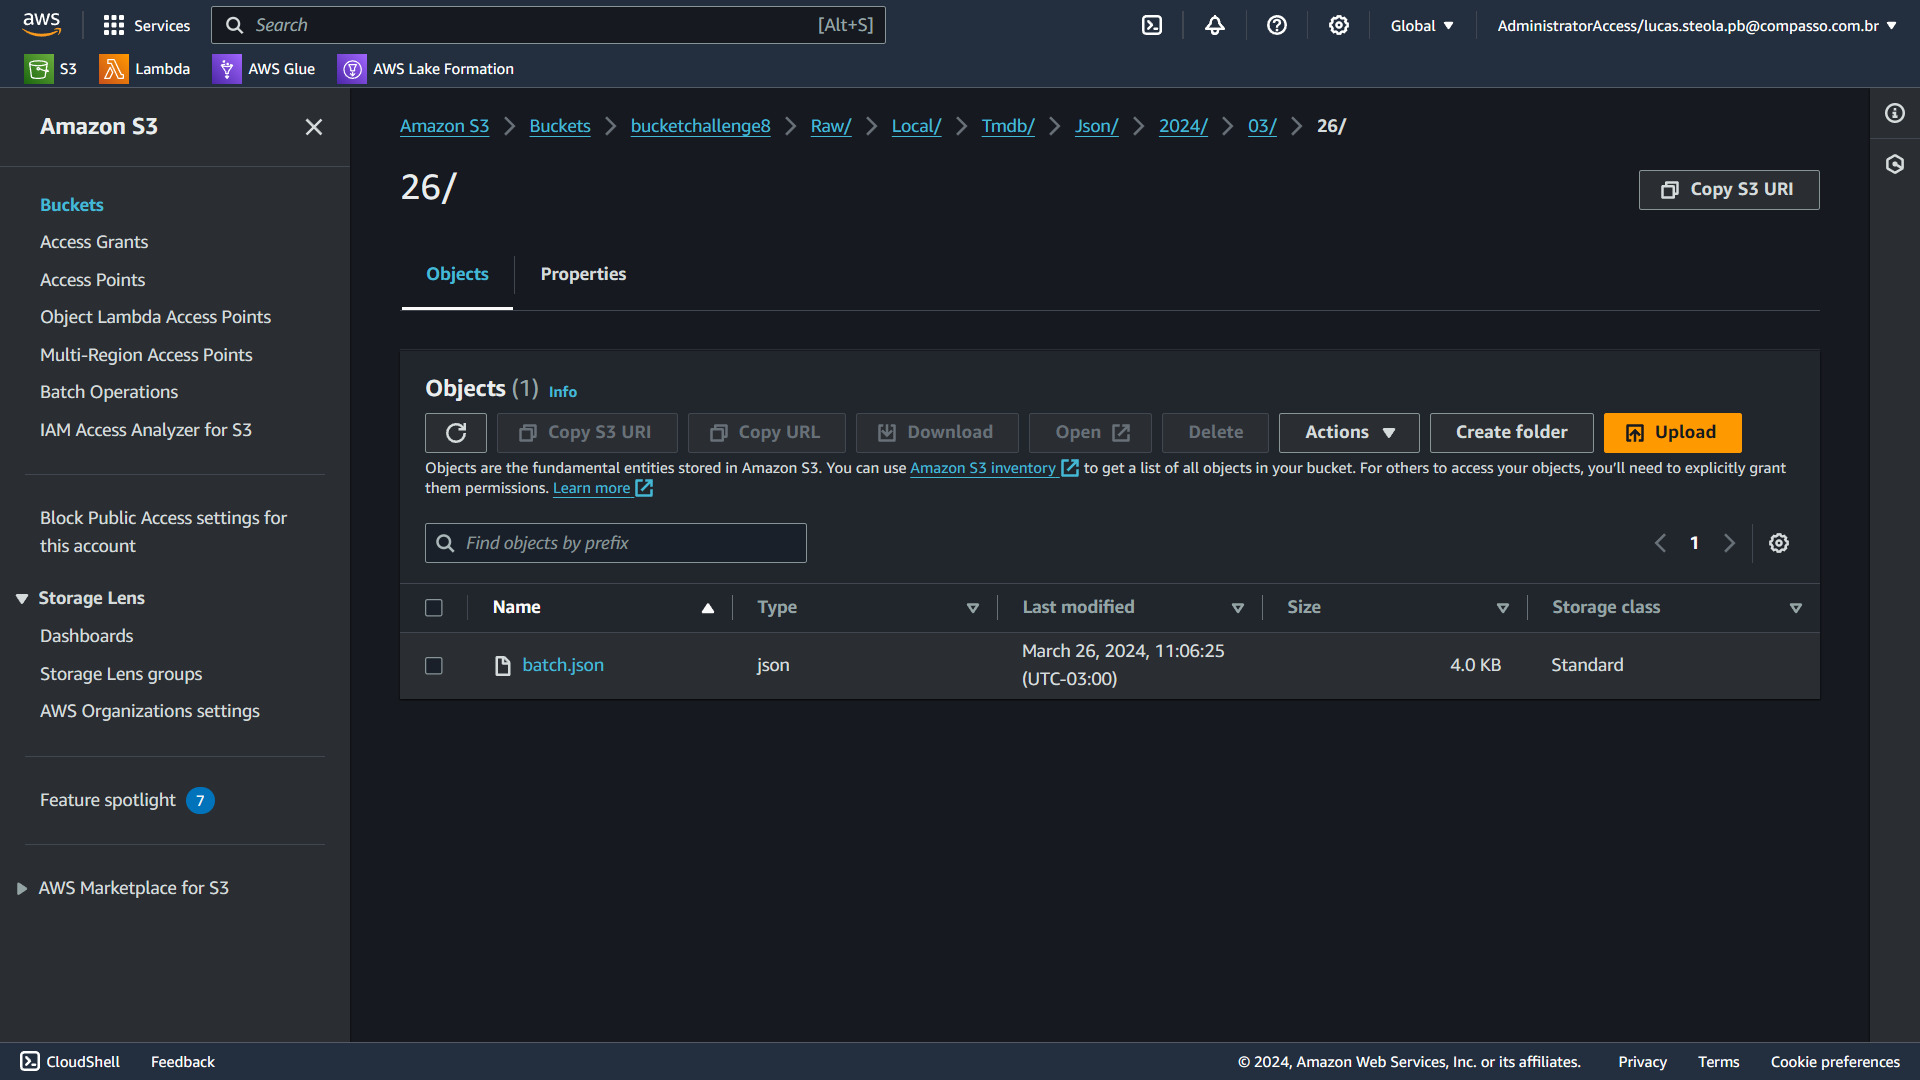 aws
Services
Search
[Alt+S]
Global
AdministratorAccess/lucas.steola.pb@compasso.com.br
S3
Lambda
AWS Glue
AWS Lake Formation
Amazon S3
Buckets
Access Grants
Access Points
Object Lambda Access Points
Multi-Region Access Points
Batch Operations
IAM Access Analyzer for S3
Block Public Access settings for
this account
Storage Lens
Dashboards
Storage Lens groups
AWS Organizations settings
Feature spotlight 7
AWS Marketplace for S3
Amazon S3 Buckets bucketchallenge8 Raw/ Local/ Tmdb/ Json/ 2024/ 03/ 26/
26/
Copy S3 URI
Objects Properties
Objects (1) Info
Copy S3 URI Copy URL Download Open Delete Actions Create folder Upload
Objects are the fundamental entities stored in Amazon S3. You can use Amazon S3 inventory to get a list of all objects in your bucket. For others to access your objects, you’ll need to explicitly grant
them permissions. Learn more
Find objects by prefix
1
Name Type Last modified Size Storage class
batch.json json March 26, 2024, 11:06:25 4.0 KB Standard
(UTC-03:00)
CloudShell Feedback © 2024, Amazon Web Services, Inc. or its affiliates. Privacy Terms Cookie preferences